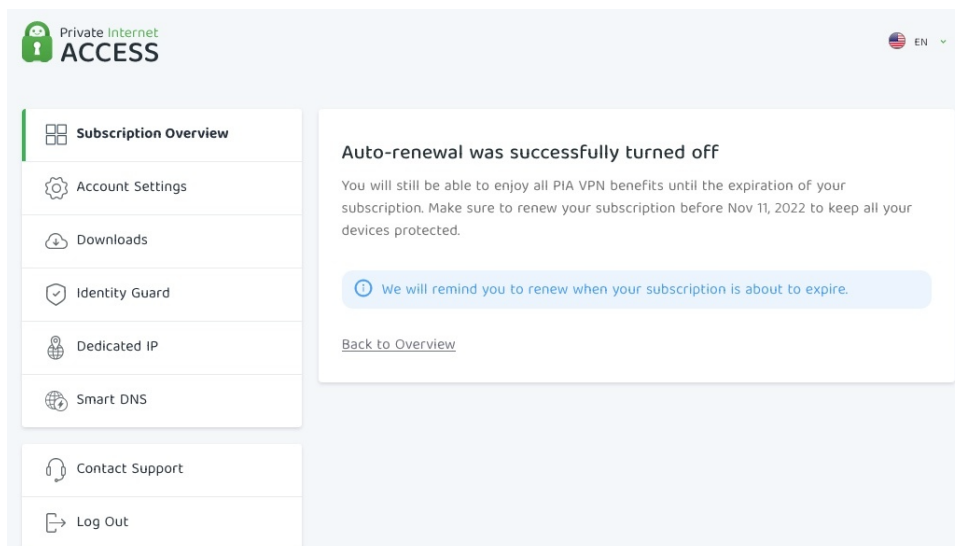 Private Internet
ACCESS
EN
Subscription Overview
Account Settings
Downloads
Identity Guard
Dedicated IP
Smart DNS
Contact Support
Log Out
Auto-renewal was successfully turned off
You will still be able to enjoy all PIA VPN benefits until the expiration of your
subscription. Make sure to renew your subscription before Nov 11, 2022 to keep all your
devices protected.
We will remind you to renew when your subscription is about to expire.
Back to Overview